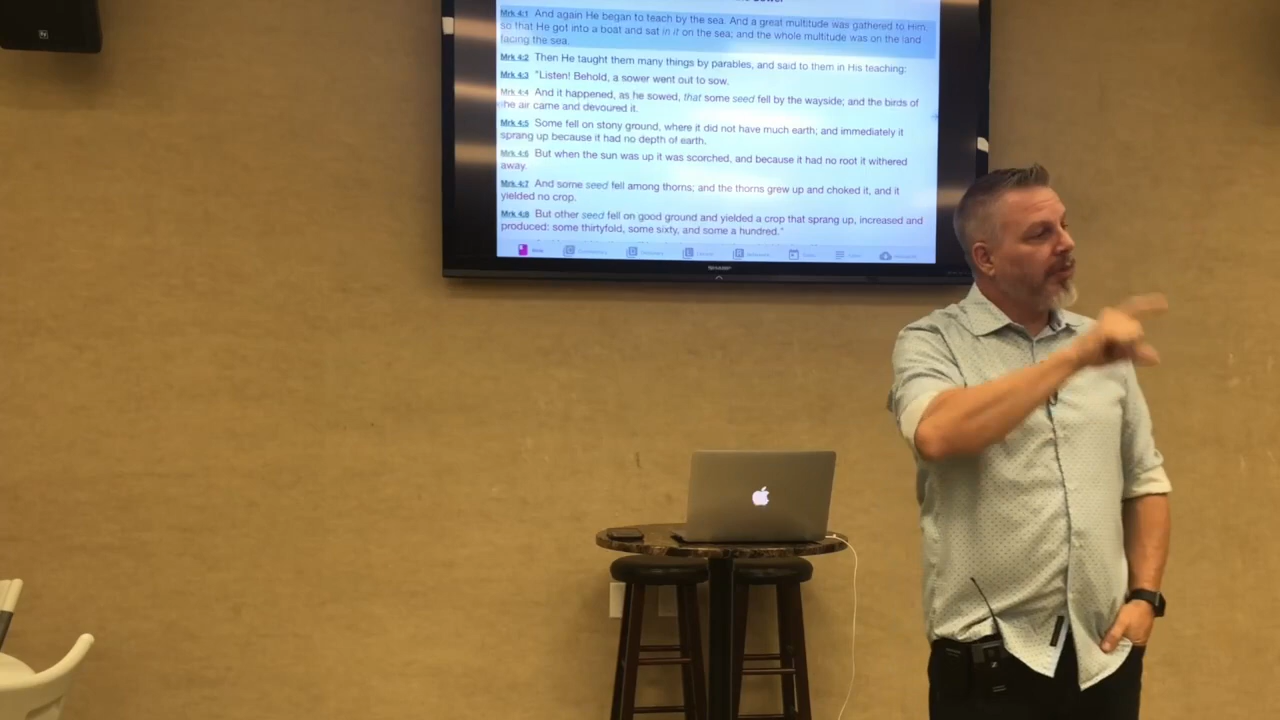 Mrk 4:1 And again He began to teach by the sea. And a great multitude was gathered to Him,
so that He got into a boat and sat in it on the sea; and the whole multitude was on the land
facing the sea.
Mrk 4:2 Then He taught them many things by parables, and said to them in His teaching:
Mrk 4:3 "Listen! Behold, a sower went out to sow.
Mrk 4:4 And it happened, as he sowed, that some seed fell by the wayside; and the birds of
the air came and devoured it.
Mrk 4:5 Some fell on stony ground, where it did not have much earth; and immediately it
sprang up because it had no depth of earth.
Mrk 4:6 But when the sun was up it was scorched, and because it had no root it withered
away.
Mrk 4:7 And some seed fell among thorns; and the thorns grew up and choked it, and it
yielded no crop.
Mrk 4:8 But other seed fell on good ground and yielded a crop that sprang up, increased and
produced: some thirtyfold, some sixty, and some a hundred."
SHARP